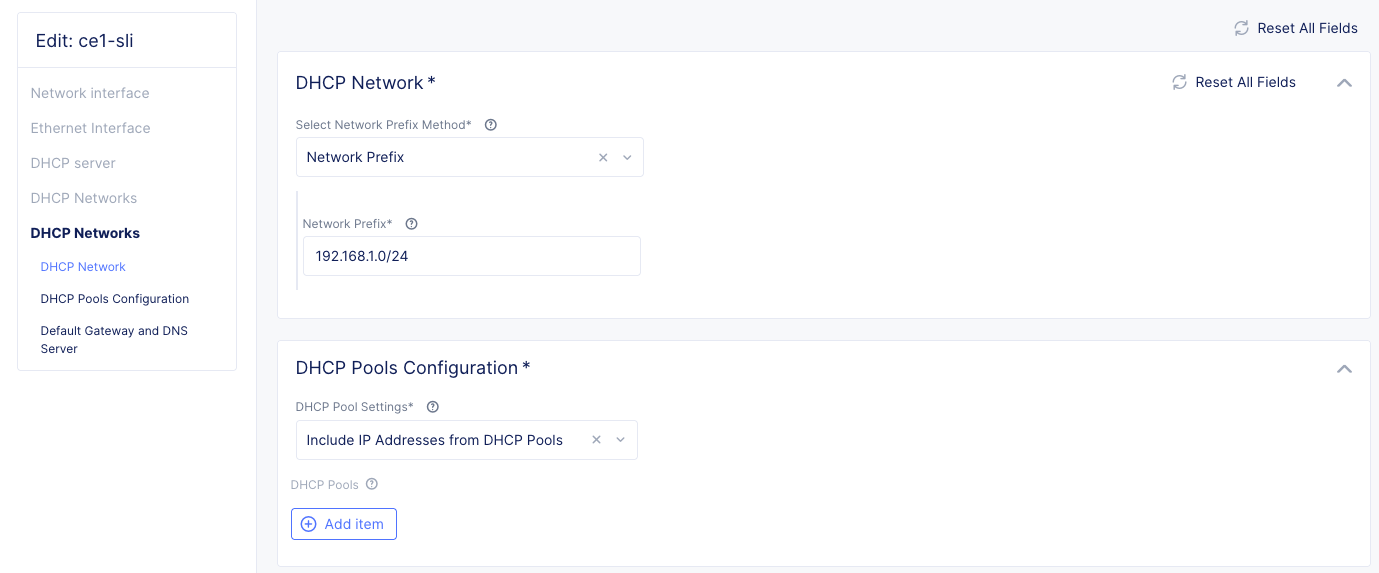 Edit: ce1-sli
Network interface
Ethernet Interface
DHCP server
DHCP Networks
DHCP Networks
DHCP Network
DHCP Pools Configuration
Default Gateway and DNS
Server
Reset All Fields
DHCP Network *
Reset All Fields
Select Network Prefix Method*
Network Prefix
Network Prefix*
192.168.1.0/24
DHCP Pools Configuration *
DHCP Pool Settings*
Include IP Addresses from DHCP Pools
DHCP Pools
Add item